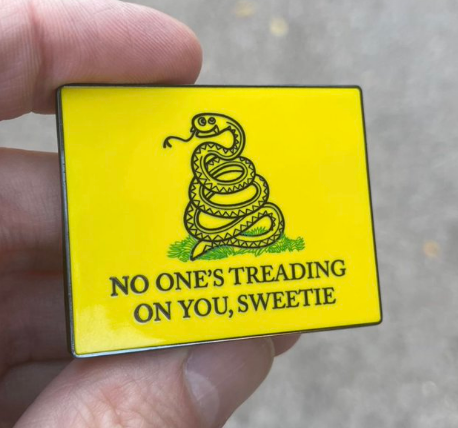 NO ONE'S TREADING
ON YOU, SWEETIE